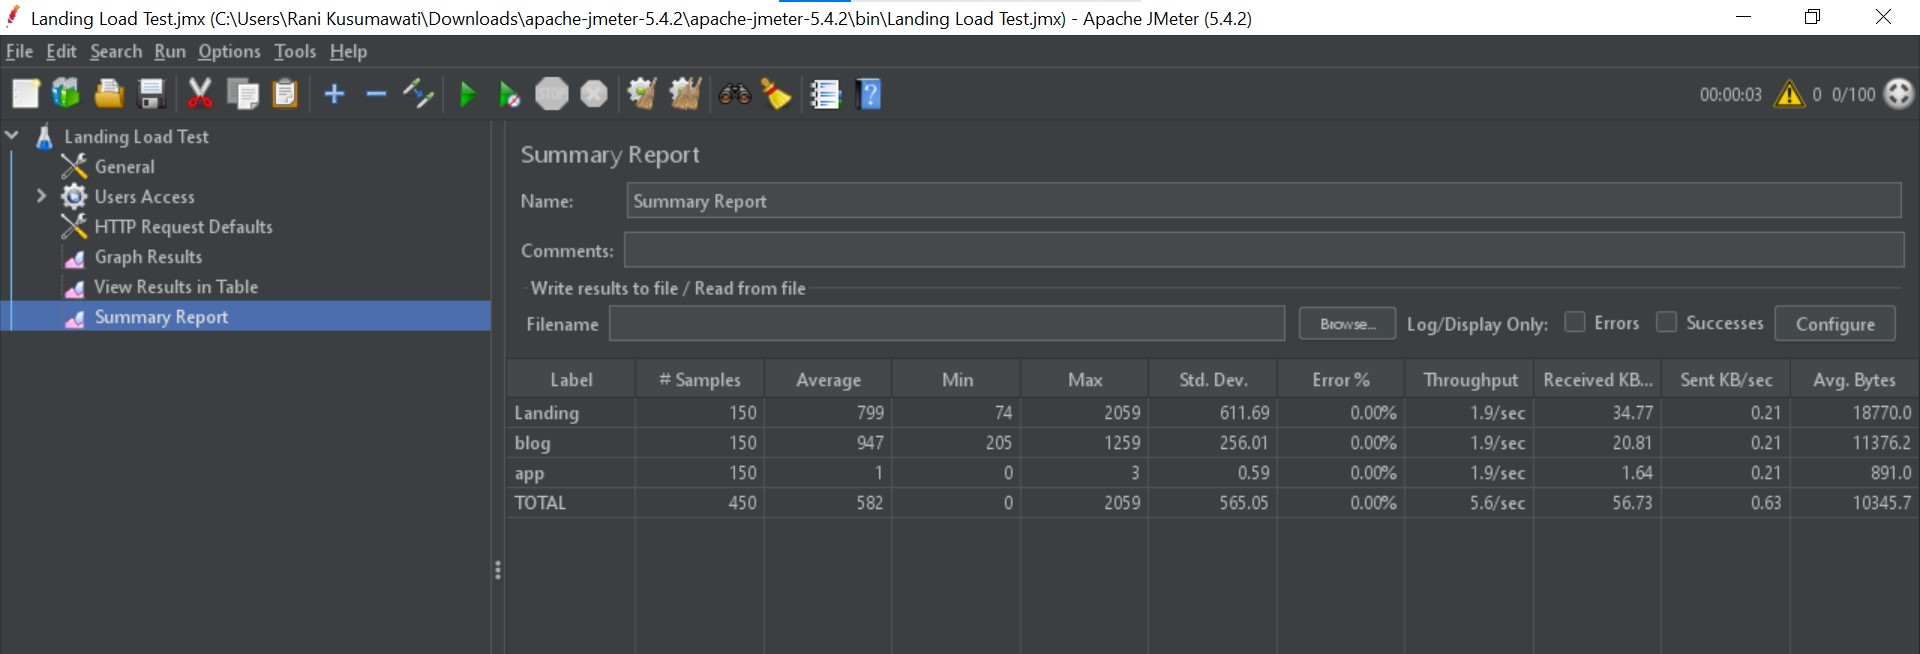 Landing Load Test.jmx (C:\Users\Rani Kusumawati\Downloads\apache-jmeter-5.4.2\apache-jmeter-5.4.2\bin\Landing Load Test.jmx) - Apache JMeter (5.4.2)
File Edit Search Run Options Tools Help
STOP 00:00:03 0 0/100
Landing Load Test
General
Users Access
HTTP Request Defaults
Graph Results
View Results in Table
Summary Report
Summary Report
Name: Summary Report
Comments:
Write results to file / Read from file
Filename Browse... Log/Display Only: Errors Successes Configure
Label # Samples Average Min Max Std. Dev. Error % Throughput Received KB... Sent KB/sec Avg. Bytes
Landing 150 799 74 2059 611.69 0.00% 1.9/sec 34.77 0.21 18770.0
blog 150 947 205 1259 256.01 0.00% 1.9/sec 20.81 0.21 11376.2
app 150 1 0 3 0.59 0.00% 1.9/sec 1.64 0.21 891.0
TOTAL 450 582 0 2059 565.05 0.00% 5.6/sec 56.73 0.63 10345.7